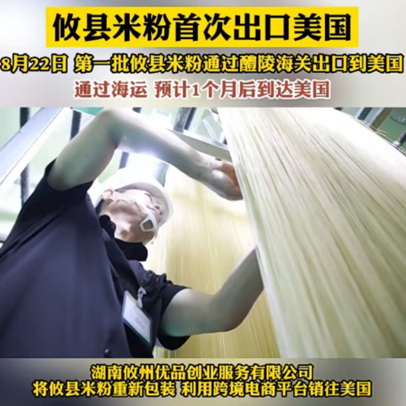 攸县米粉首次出口美国
8月22日 第一批攸县米粉通过醴陵海关出口到美国
通过海运 预计1个月后到达美国
湖南攸州优品创业服务有限公司
将攸县米粉重新包装 利用跨境电商平台销往美国